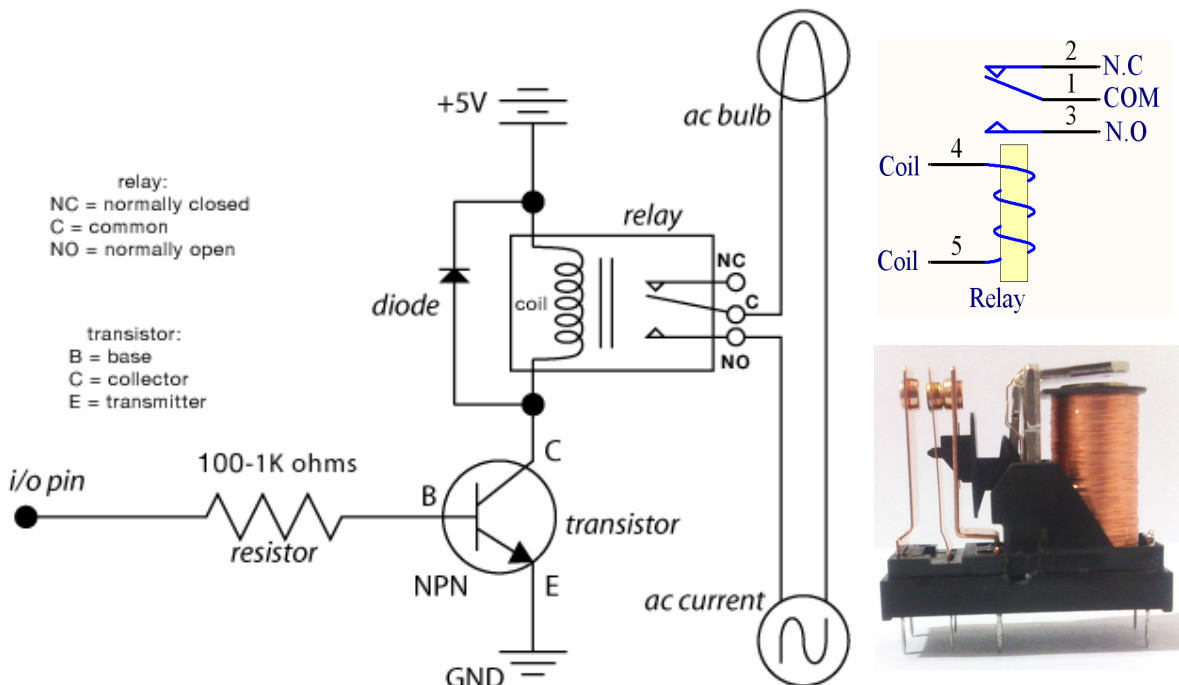 relay:
NC = normally closed
C = common
NO = normally open
transistor:
B = base
C = collector
E = transmitter
+5V
diode
relay
coil
NC
C
NO
ac bulb
i/o pin
100-1K ohms
resistor
B
C
transistor
NPN
E
GND
ac current
2
N.C
1
COM
3
N.O
Coil
4
Coil
5
Relay